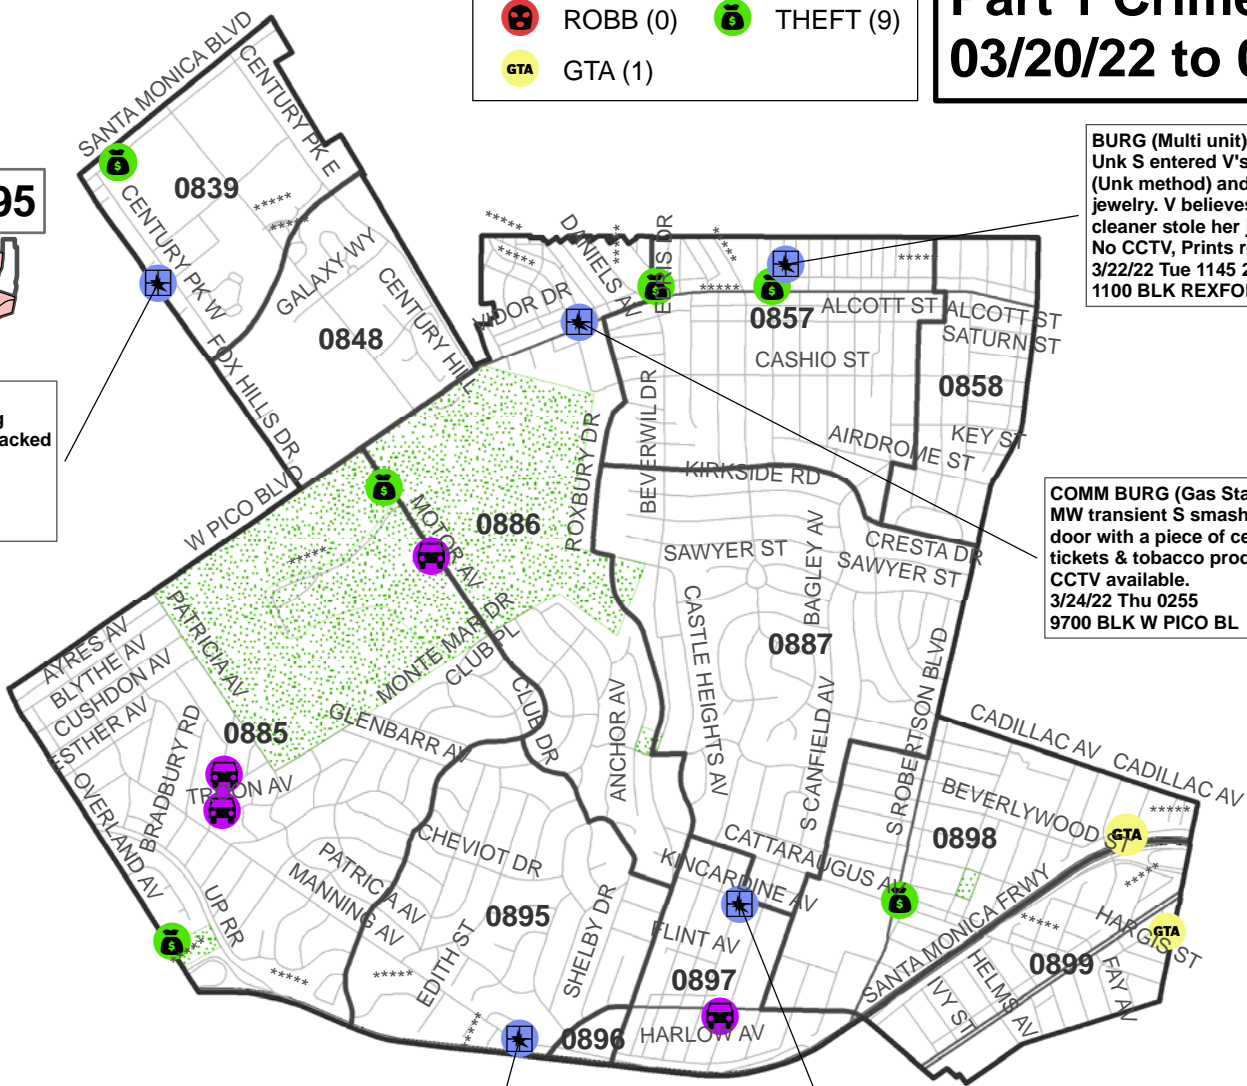 ROBB (0)
THEFT (9)
GTA
GTA (1)
03/20/22 to 0
95
BURG (Multi unit)
Unk S entered V's
(Unk method) and
jewelry. V believes
cleaner stole her
No CCTV, Prints r
3/22/22 Tue 1145 2
1100 BLK REXFO
acked
COMM BURG (Gas Sta
MW transient S smash
door with a piece of ce
tickets & tobacco prod
CCTV available.
3/24/22 Thu 0255
9700 BLK W PICO BL
SANTA MONICA BLVD
CENTURY PK E
0839
*****
*****
CENTURY PK W
GALAXY WY
CENTURY HILL
0848
FOX HILLS DR
W PICO BLVD
*****
*****
DANIELS AV
*****
*****
*****
*****
VIDOR DR
0857
ALCOTT ST
ALCOTT ST
SATURN ST
CASHIO ST
0858
KEY ST
AIRDROME ST
BEVERWIL DR
KIRKSIDE RD
ROXBURY DR
0886
MOTOR AV
*****
SAWYER ST
BAGLEY AV
CRESTA DR
SAWYER ST
CASTLE HEIGHTS AV
0887
S CANFIELD AV
S ROBERTSON BLVD
PATRICIA AV
MONTE MAR DR
CLUB PL
CLUB DR
AYRES AV
BLYTHE AV
CUSHDON AV
ESTHER AV
BRADBURY RD
0885
GLENBARR AV
ANCHOR AV
OVERLAND AV
CHEVIOT DR
PATRICIA AV
MANNING AV
UP RR
*****
*****
*****
EDITH ST
0895
SHELBY DR
*****
0896
CADILLAC AV
CADILLAC AV
BEVERLYWOOD ST
GTA
*****
0898
CATTARAUGUS AV
KINCARDINE AV
FLINT AV
0897
HARLOW AV
SANTA MONICA FRWY
*****
*****
HARGIS ST
GTA
0899
HELMS AV
IVY ST
FAY AV